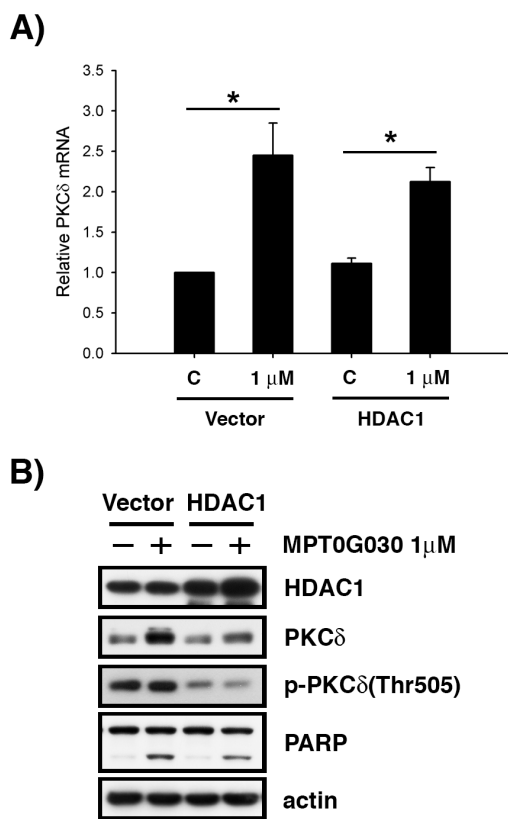 A)
Relative PKCδ mRNA
3.5
3.0
2.5
2.0
1.5
1.0
0.5
0.0
* *
C 1 µM C 1 µM
Vector HDAC1
B)
Vector HDAC1
− + − + MPT0G030 1µM
HDAC1
PKCδ
p-PKCδ(Thr505)
PARP
actin